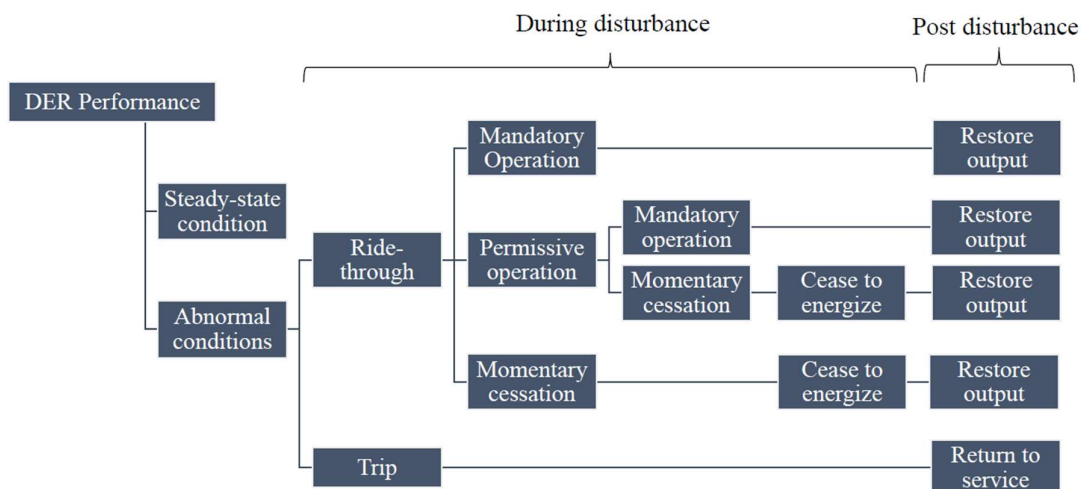 During disturbance
Post disturbance
DER Performance
Mandatory
Operation
Restore
output
Steady-state
condition
Mandatory
operation
Restore
output
Ride-
through
Permissive
operation
Momentary
cessation
Cease to
energize
Restore
output
Abnormal
conditions
Momentary
cessation
Cease to
energize
Restore
output
Trip
Return to
service